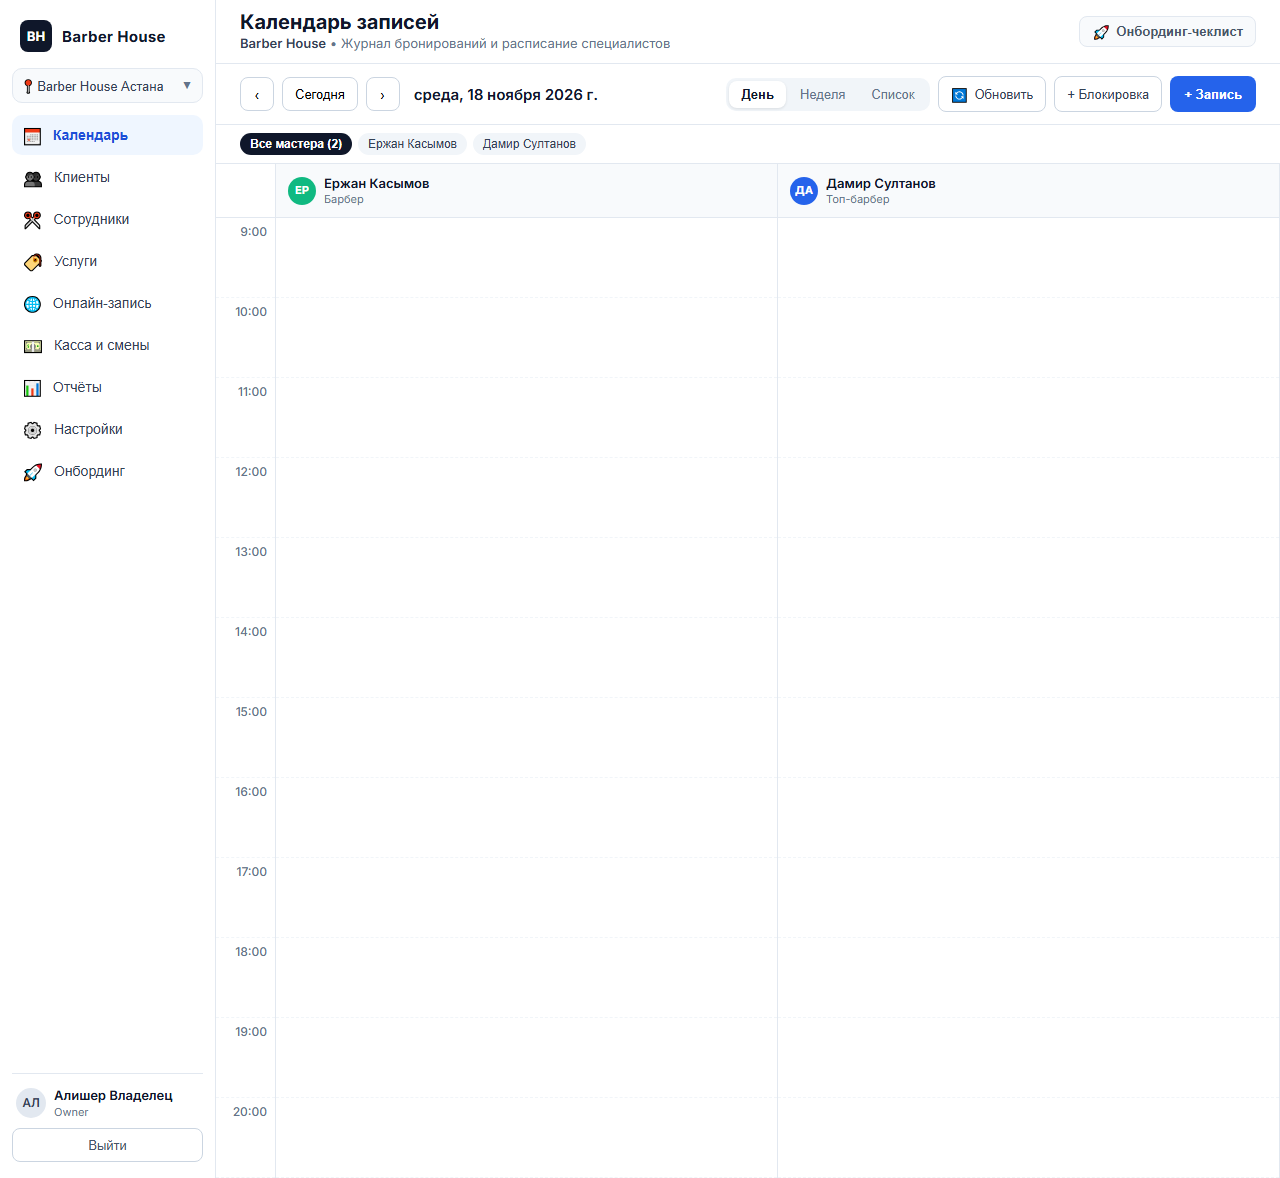 BH Barber House
Barber House Астана ▼
Календарь
Клиенты
Сотрудники
Услуги
Онлайн-запись
Касса и смены
Отчёты
Настройки
Онбординг
АЛ Алишер Владелец
Owner
Выйти
Календарь записей
Barber House • Журнал бронирований и расписание специалистов
Онбординг-чеклист
‹ Сегодня › среда, 18 ноября 2026 г.
День Неделя Список Обновить + Блокировка + Запись
Все мастера (2) Ержан Касымов Дамир Султанов
ЕР Ержан Касымов
Барбер
ДА Дамир Султанов
Топ-барбер
9:00
10:00
11:00
12:00
13:00
14:00
15:00
16:00
17:00
18:00
19:00
20:00